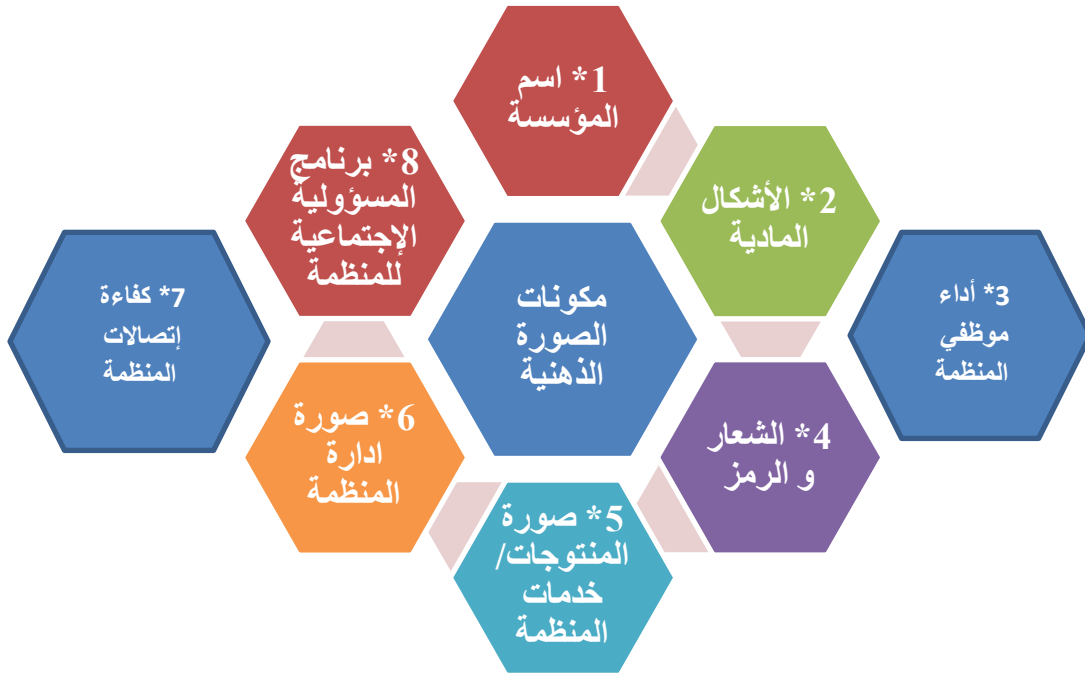 1* اسم
المؤسسة
2* الأشكال
المادية
3* أداء
موظفي
المنظمة
4* الشعار
و الرمز
5* صورة
المنتوجات/
خدمات
المنظمة
6* صورة
ادارة
المنظمة
7* كفاءة
إتصالات
المنظمة
8* برنامج
المسؤولية
الإجتماعية
للمنظمة
مكونات
الصورة
الذهنية